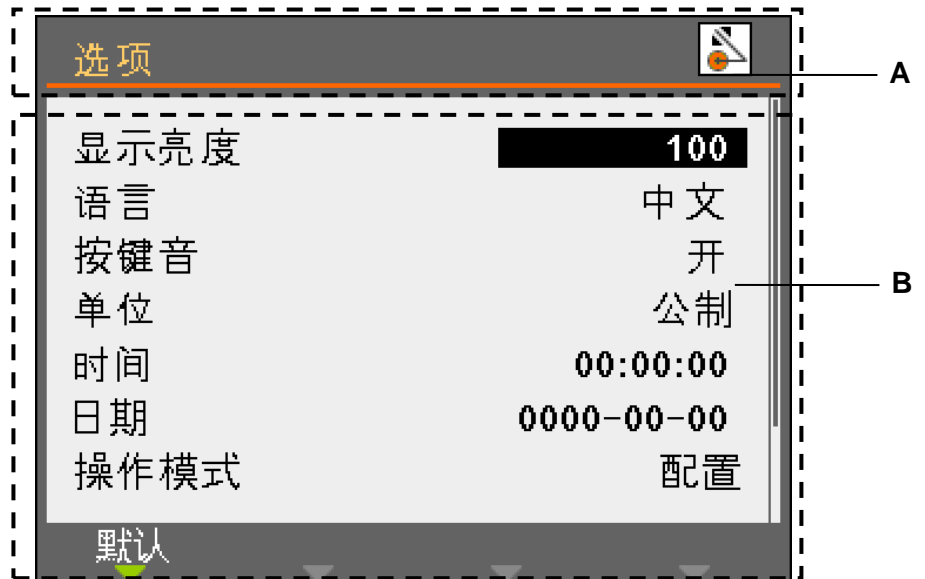 选项
A
显示亮度 100
语言 中文
按键音 开
B
单位 公制
时间 00:00:00
日期 0000-00-00
操作模式 配置
默认